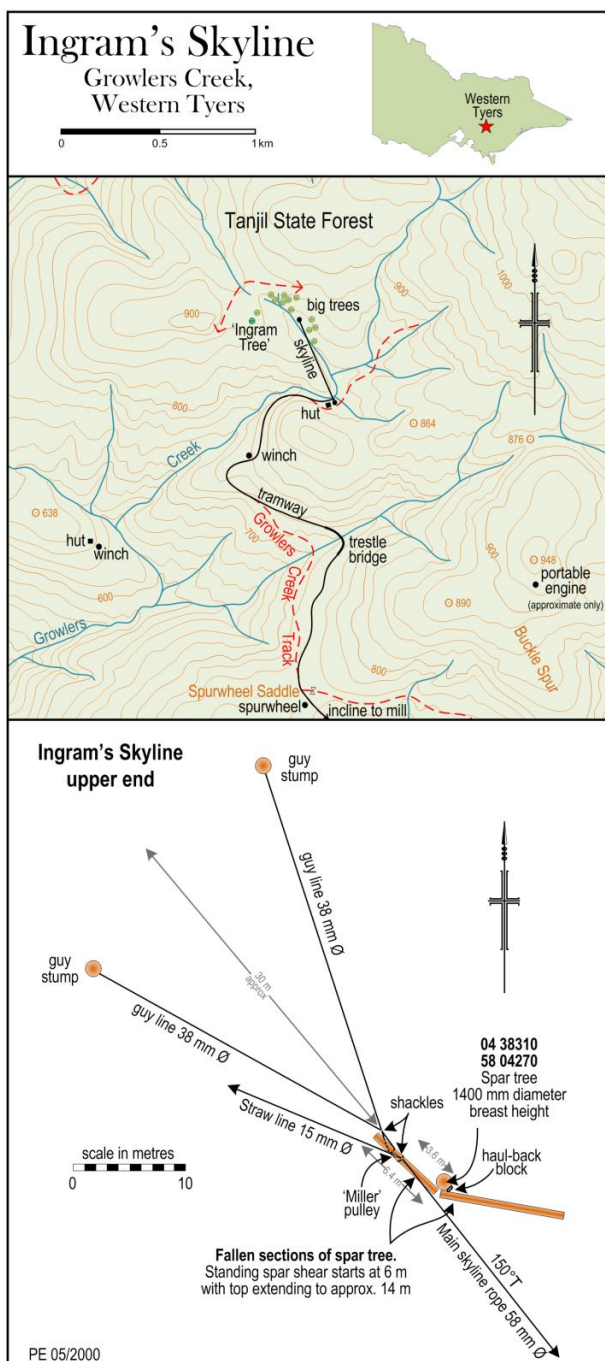 Ingram's Skyline
Growlers Creek,
Western Tyers
0
0.5
1km
Western
Tyers
Tanjil State Forest
1000
900
900
big trees
'Ingram
Tree'
skyline
hut
800
864
876
Creek
winch
tramway
638
hut
winch
700
Growlers
Creek
Track
trestle
bridge
900
948
portable
engine
(approximate only)
600
890
Growlers
Buckle Spur
800
Spurwheel Saddle
spurwheel
incline to mill
Ingram's Skyline
upper end
guy
stump
guy line 38 mm Ø
30 m
approx
guy
stump
guy line 38 mm Ø
04 38310
58 04270
Spar tree
1400 mm diameter
breast height
shackles
Straw line 15 mm Ø
3.6 m
haul-back
block
scale in metres
0
10
6.4 m
'Miller'
pulley
Fallen sections of spar tree.
Standing spar shear starts at 6 m
with top extending to approx. 14 m
150°T
Main skyline rope 58 mm Ø
PE 05/2000